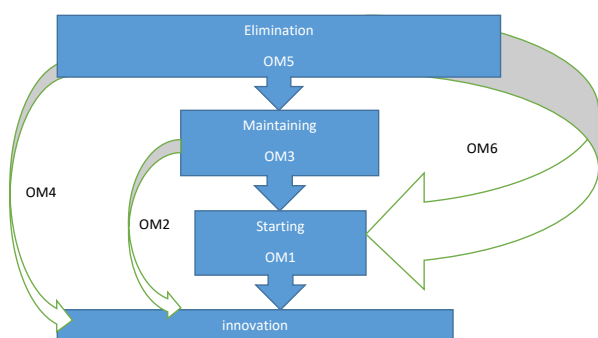 Elimination
OM5
Maintaining
OM3
OM6
OM4
OM2
Starting
OM1
innovation